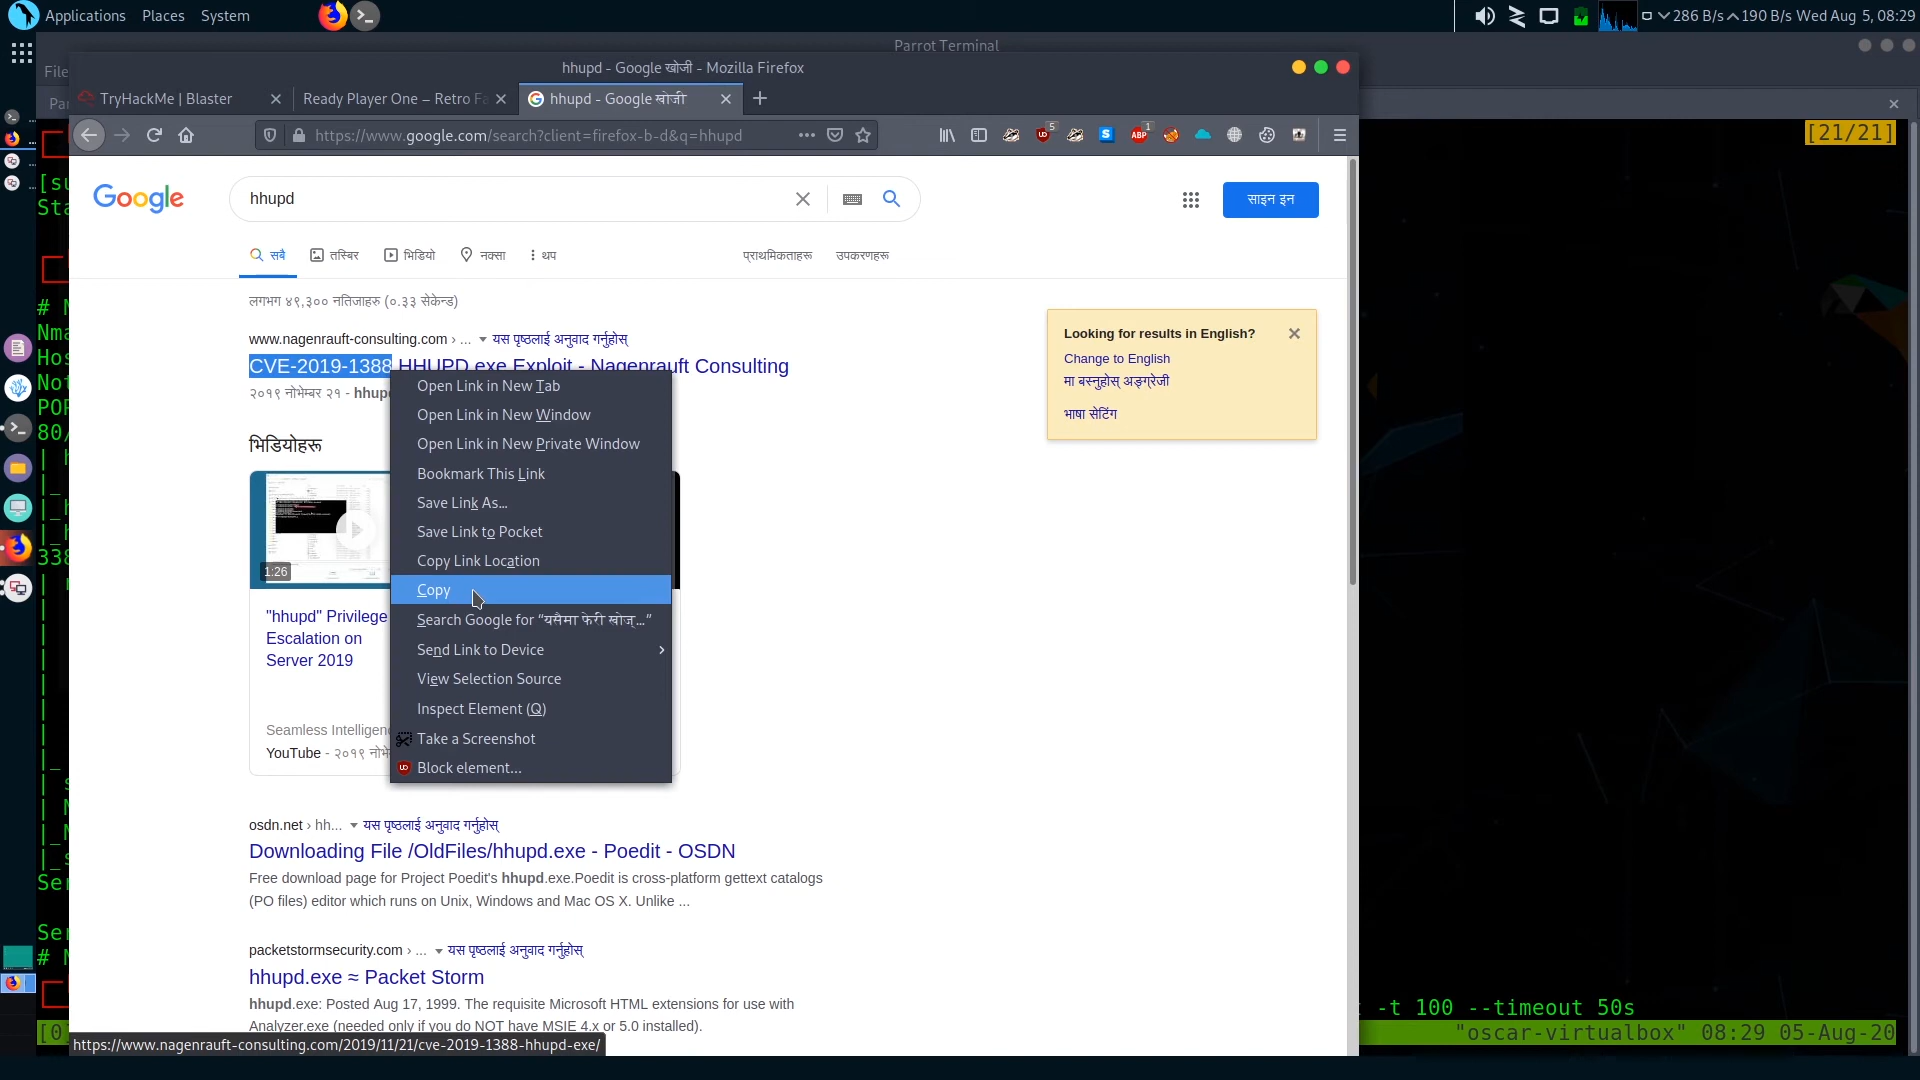 Applications Places System
286 B/s 190 B/s Wed Aug 5, 08:29
Parrot Terminal
File
hhupd - Google खोजी - Mozilla Firefox
TryHackMe | Blaster
Ready Player One – Retro Fa
hhupd - Google खोजी
https://www.google.com/search?client=firefox-b-d&q=hhupd
5
S
ABP
1
[21/21]
Google
hhupd
साइन इन
सबै
तस्बिर
भिडियो
नक्सा
थप
प्राथमिकताहरू
उपकरणहरू
लगभग ४९,३०० नतिजाहरु (०.३३ सेकेन्ड)
www.nagenrauft-consulting.com › ... यस पृष्ठलाई अनुवाद गर्नुहोस्
CVE-2019-1388 HHUPD.exe Exploit - Nagenrauft Consulting
२०१९ नोभेम्बर २१ - hhupd
Looking for results in English?
Change to English
मा बस्नुहोस् अङ्ग्रेजी
भाषा सेटिंग
भिडियोहरू
1:26
"hhupd" Privilege
Escalation on
Server 2019
Seamless Intelligenc
YouTube - २०१९ नोभे
Open Link in New Tab
Open Link in New Window
Open Link in New Private Window
Bookmark This Link
Save Link As...
Save Link to Pocket
Copy Link Location
Copy
Search Google for “यसैमा फेरी खोज्...”
Send Link to Device
View Selection Source
Inspect Element (Q)
Take a Screenshot
Block element...
osdn.net › hh... यस पृष्ठलाई अनुवाद गर्नुहोस्
Downloading File /OldFiles/hhupd.exe - Poedit - OSDN
Free download page for Project Poedit's hhupd.exe.Poedit is cross-platform gettext catalogs
(PO files) editor which runs on Unix, Windows and Mac OS X. Unlike ...
packetstormsecurity.com › ... यस पृष्ठलाई अनुवाद गर्नुहोस्
hhupd.exe ≈ Packet Storm
hhupd.exe: Posted Aug 17, 1999. The requisite Microsoft HTML extensions for use with
Analyzer.exe (needed only if you do NOT have MSIE 4.x or 5.0 installed).
https://www.nagenrauft-consulting.com/2019/11/21/cve-2019-1388-hhupd-exe/
-t 100 --timeout 50s
"oscar-virtualbox" 08:29 05-Aug-20